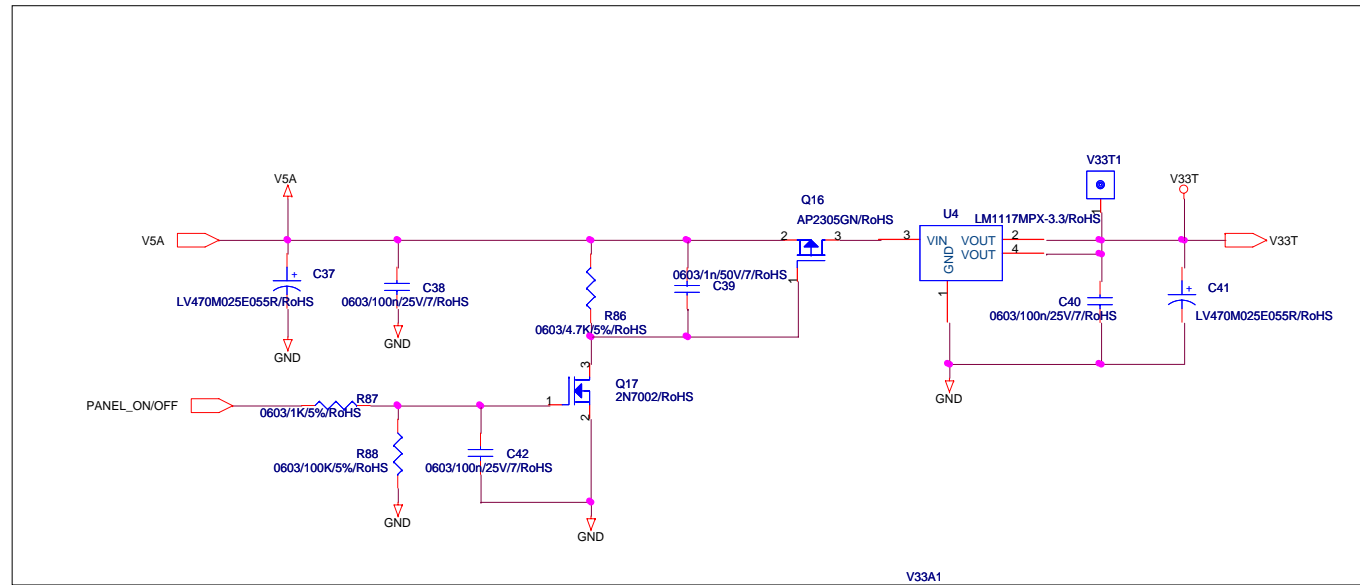 V33T1
V5A
V33T
Q16
AP2305GN/RoHS
U4
LM1117MPX-3.3/RoHS
1
V5A
2
3
3
VIN
VOUT
2
V33T
VOUT
4
GND
1
1
C37
LV470M025E055R/RoHS
C38
0603/100n/25V/7/RoHS
0603/1n/50V/7/RoHS
C39
C40
0603/100n/25V/7/RoHS
C41
LV470M025E055R/RoHS
R86
0603/4.7K/5%/RoHS
GND
GND
3
Q17
2N7002/RoHS
GND
PANEL_ON/OFF
R87
0603/1K/5%/RoHS
1
2
R88
0603/100K/5%/RoHS
C42
0603/100n/25V/7/RoHS
GND
GND
V33A1